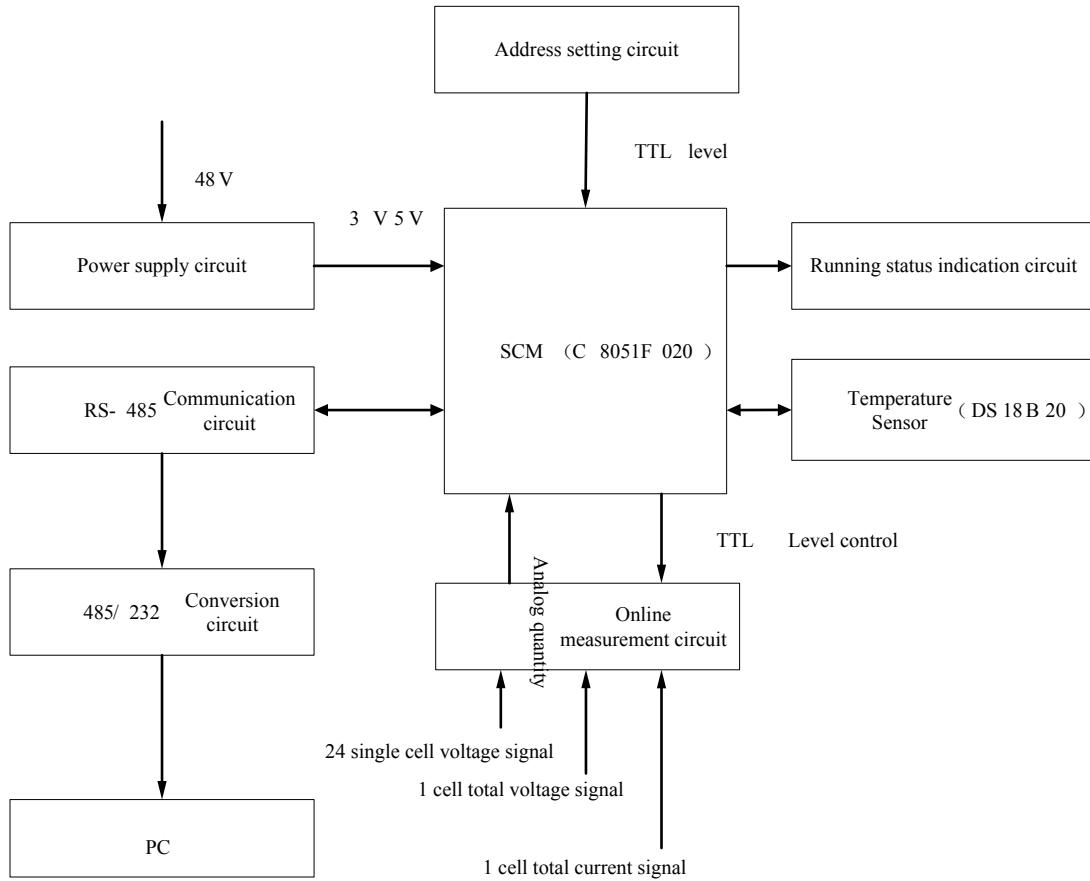 Address setting circuit
TTL level
48 V
3 V 5 V
Power supply circuit
Running status indication circuit
SCM （C 8051F 020 ）
RS- 485 Communication
circuit
Temperature
Sensor （DS 18 B 20 ）
TTL Level control
Analog quantity
485/ 232 Conversion
circuit
Online
measurement circuit
24 single cell voltage signal
1 cell total voltage signal
PC
1 cell total current signal